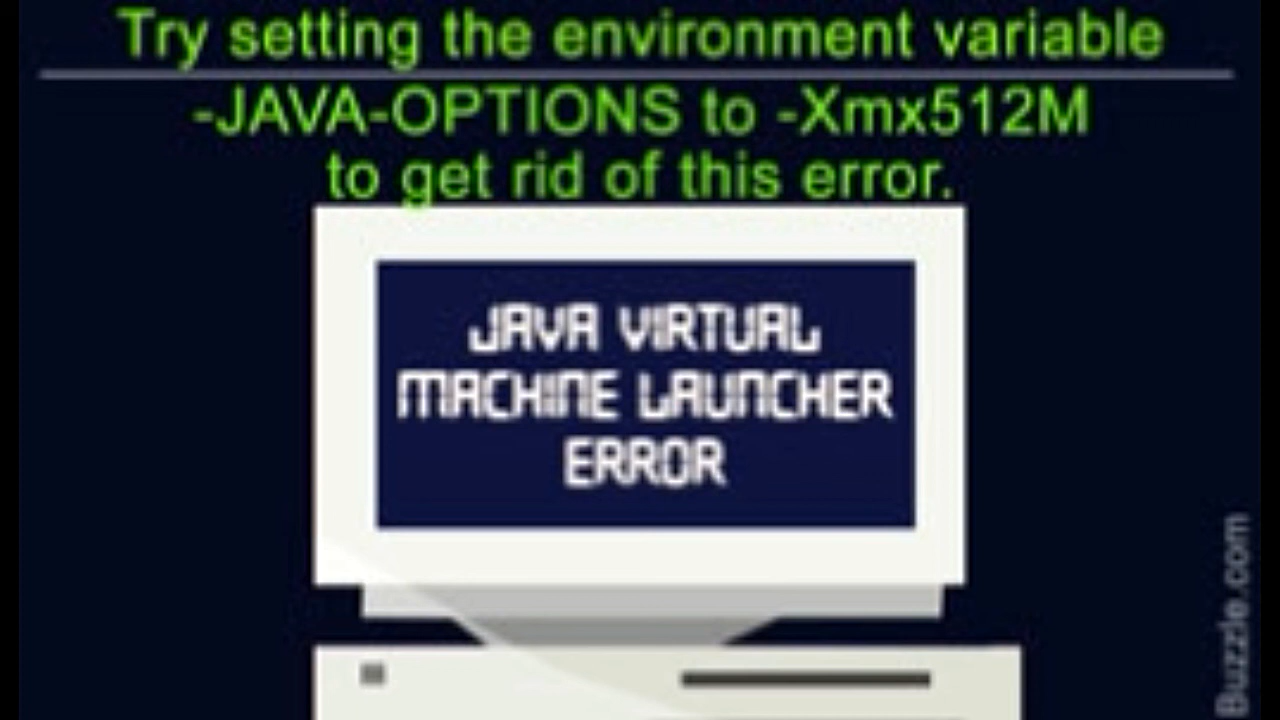 Try setting the environment variable
-JAVA-OPTIONS to -Xmx512M
to get rid of this error.
JAVA VIRTUAL
MACHINE LAUNCHER
ERROR
Buzzle.com